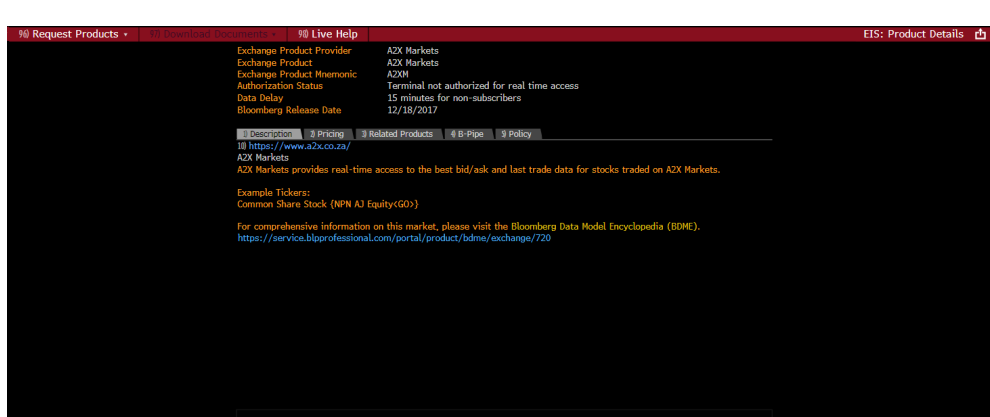 96) Request Products ▾ 97) Download Documents ▾ 98) Live Help EIS: Product Details
Exchange Product Provider A2X Markets
Exchange Product A2X Markets
Exchange Product Mnemonic A2XM
Authorization Status Terminal not authorized for real time access
Data Delay 15 minutes for non-subscribers
Bloomberg Release Date 12/18/2017
1) Description 2) Pricing 3) Related Products 4) B-Pipe 5) Policy
10) https://www.a2x.co.za/
A2X Markets
A2X Markets provides real-time access to the best bid/ask and last trade data for stocks traded on A2X Markets.
Example Tickers:
Common Share Stock {NPN AJ Equity<GO>}
For comprehensive information on this market, please visit the Bloomberg Data Model Encyclopedia (BDME).
https://service.blpprofessional.com/portal/product/bdme/exchange/720